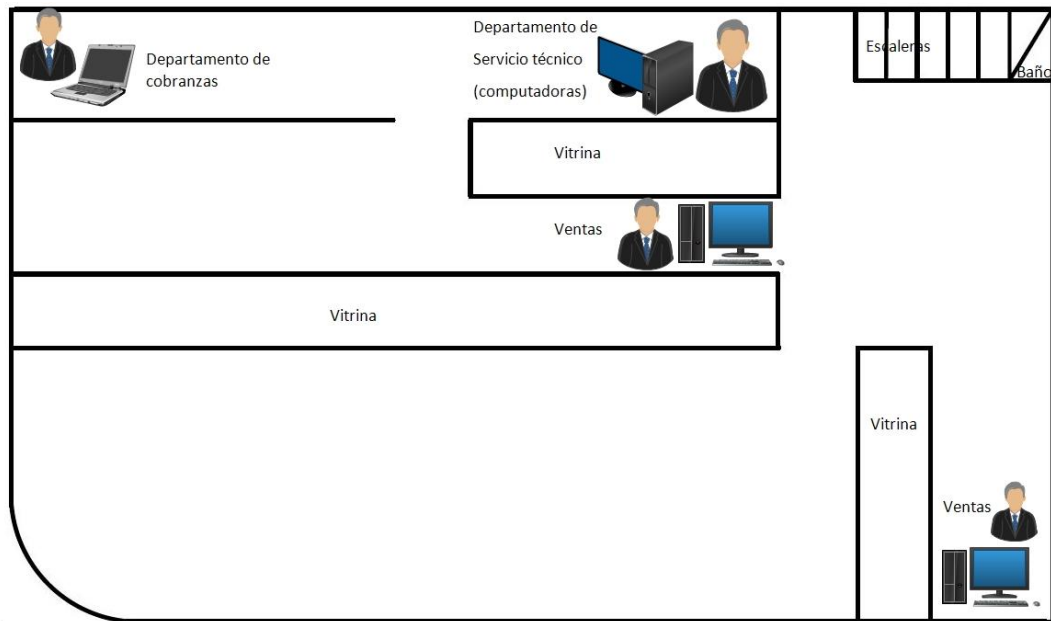 Departamento de
cobranzas
Departamento de
Servicio técnico
(computadoras)
Escaleras
Baño
Vitrina
Ventas
Vitrina
Vitrina
Ventas